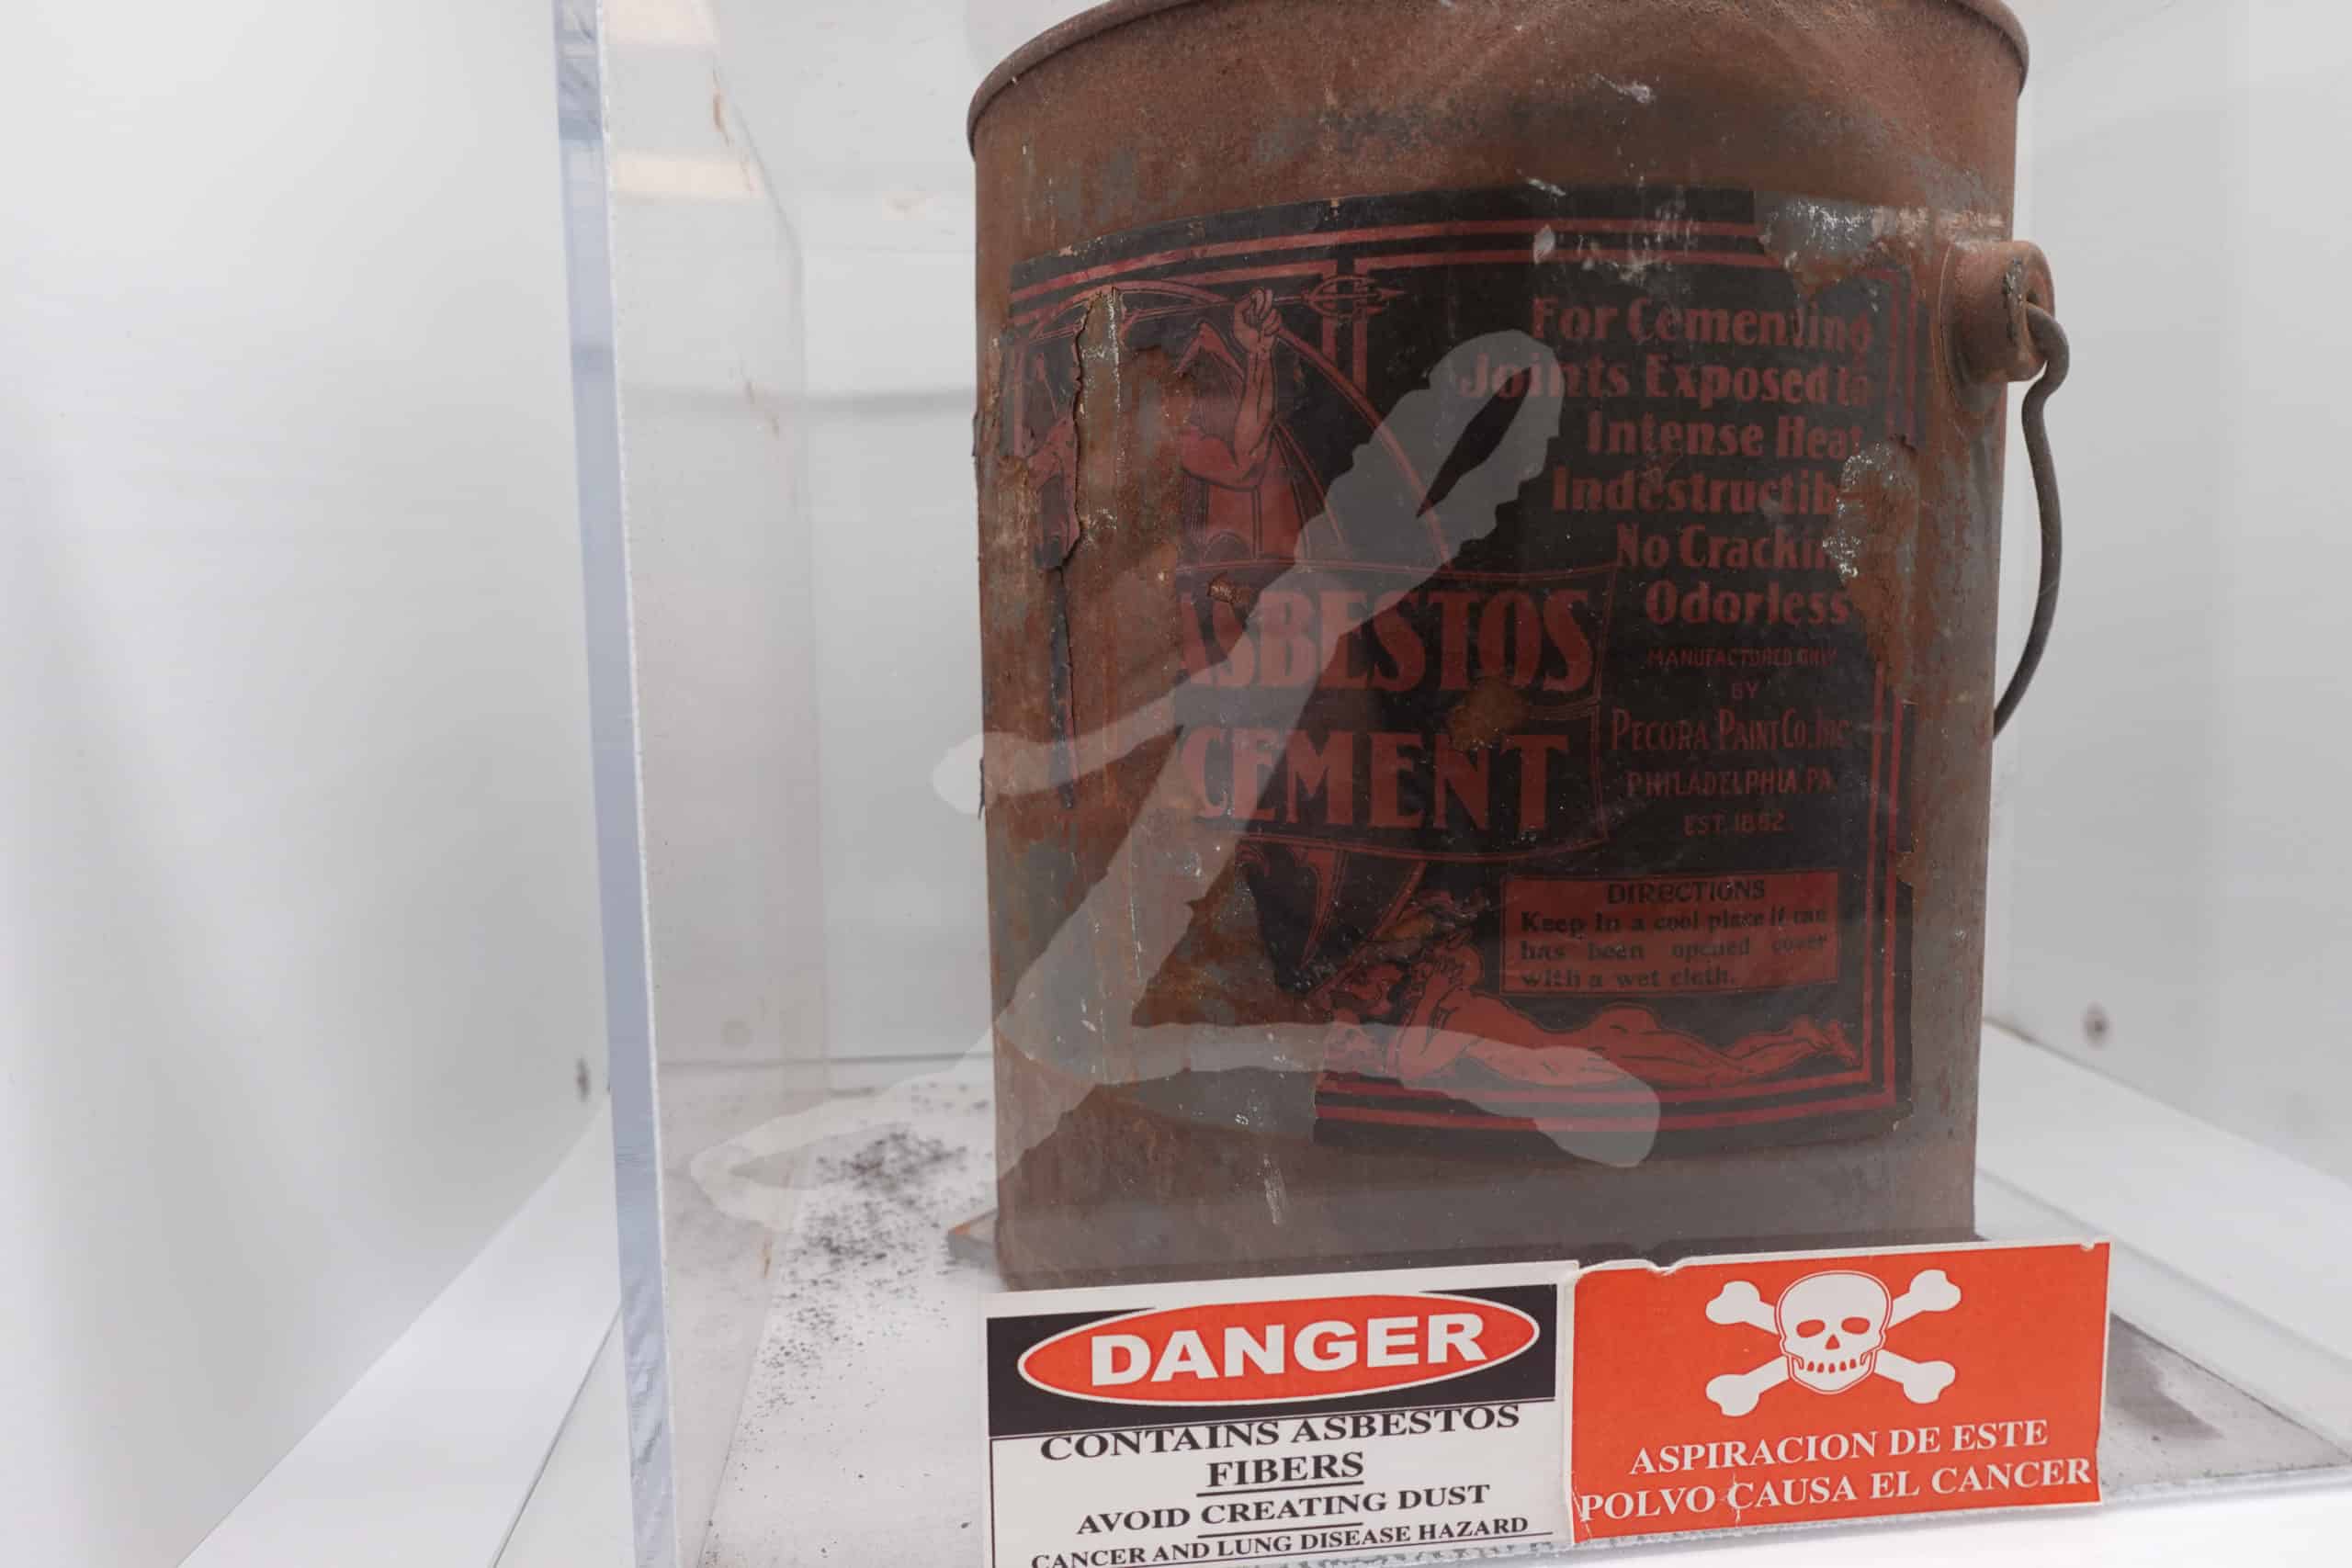 For Cementing
Joints Exposed to
Intense Heat
Indestructib
No Crackin
Odorless
ASBESTOS
CEMENT
MANUFACTURED ONLY
BY
PECORA PAINT CO., INC.
PHILADELPHIA, PA.
EST. 1862.
DIRECTIONS
Keep in a cool place if can
has been opened cover
with a wet cloth.
DANGER
CONTAINS ASBESTOS
FIBERS
AVOID CREATING DUST
CANCER AND LUNG DISEASE HAZARD
ASPIRACION DE ESTE
POLVO CAUSA EL CANCER